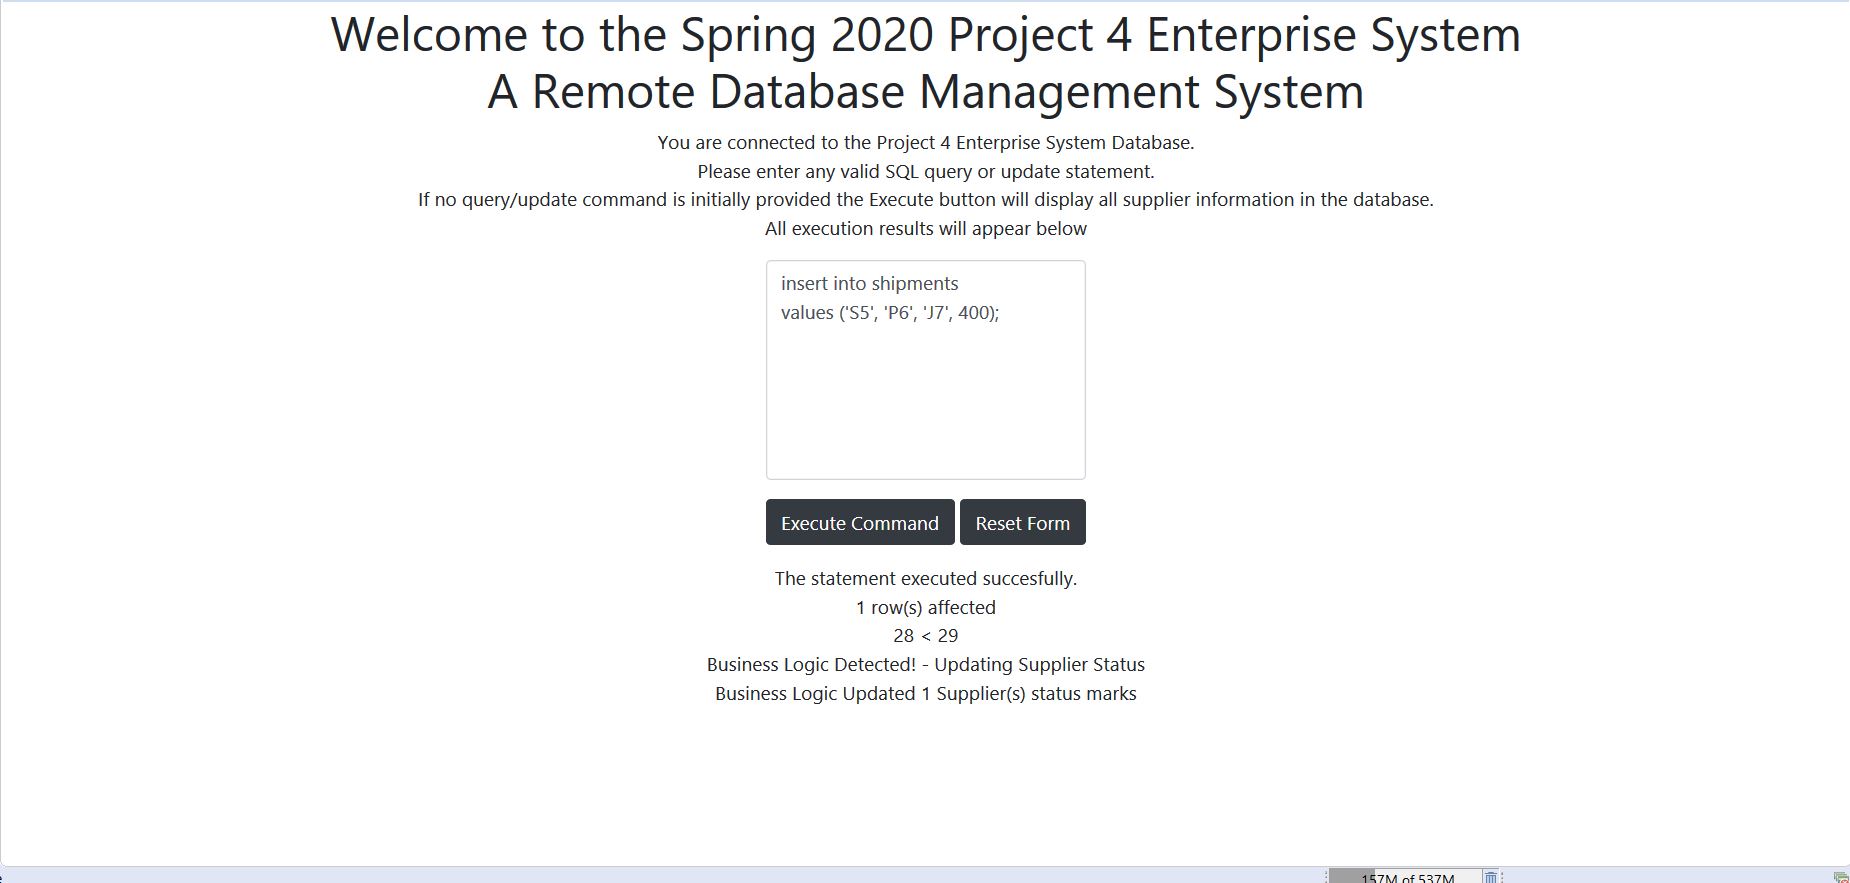 Welcome to the Spring 2020 Project 4 Enterprise System
A Remote Database Management System
You are connected to the Project 4 Enterprise System Database.
Please enter any valid SQL query or update statement.
If no query/update command is initially provided the Execute button will display all supplier information in the database.
All execution results will appear below
insert into shipments
values ('S5', 'P6', 'J7', 400);
Execute Command Reset Form
The statement executed succesfully.
1 row(s) affected
28 < 29
Business Logic Detected! - Updating Supplier Status
Business Logic Updated 1 Supplier(s) status marks
157M of 537M